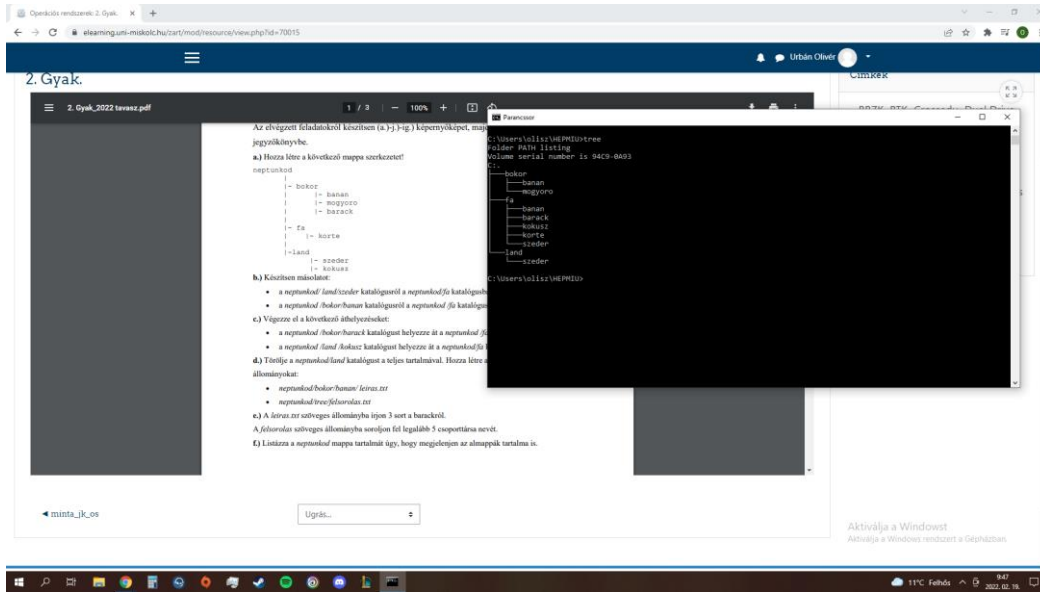 Operációs rendszerek: 2. Gyak.
elearning.uni-miskolc.hu/zart/mod/resource/view.php?id=70015
Urbán Olivér
2. Gyak.
Címkék
2. Gyak_2022 tavasz.pdf
1 / 3
100%
Az elvégzett feladatokról készítsen (a.)-j.)-ig.) képernyőképet, maj
jegyzőkönyvbe.
a.) Hozza létre a következő mappa szerkezetet!
neptunkod
|
|- bokor
| |- banan
| |- mogyoro
| |- barack
|
|- fa
| |- korte
|
|-land
|- szeder
|- kokusz
b.) Készítsen másolatot:
• a neptunkod/ land/szeder katalógusról a neptunkod/fa katalógusb
• a neptunkod /bokor/banan katalógusról a neptunkod /fa katalógus
c.) Végezze el a következő áthelyezéseket:
• a neptunkod /bokor/barack katalógust helyezze át a neptunkod /fa
• a neptunkod /land /kokusz katalógust helyezze át a neptunkod/fa
d.) Törölje a neptunkod/land katalógust a teljes tartalmával. Hozza létre a
állományokat:
• neptunkod/bokor/banan/ leiras.txt
• neptunkod/tree/felsorolas.txt
e.) A leiras.txt szöveges állományba írjon 3 sort a barackról.
A felsorolas szöveges állományba soroljon fel legalább 5 csoporttársa nevét.
f.) Listázza a neptunkod mappa tartalmát úgy, hogy megjelenjen az almappák tartalma is.
Parancssor
C:\Users\olisz\HEPMIU>tree
Folder PATH listing
Volume serial number is 94C9-0A93
C:.
├───bokor
│   ├───banan
│   └───mogyoro
├───fa
│   ├───banan
│   ├───barack
│   ├───kokusz
│   ├───korte
│   └───szeder
└───land
    └───szeder
C:\Users\olisz\HEPMIU>
◄ minta_jk_os
Ugrás...
Aktiválja a Windowst
Aktiválja a Windows rendszert a Gépházban.
11°C Felhős
9:47
2022. 02. 19.